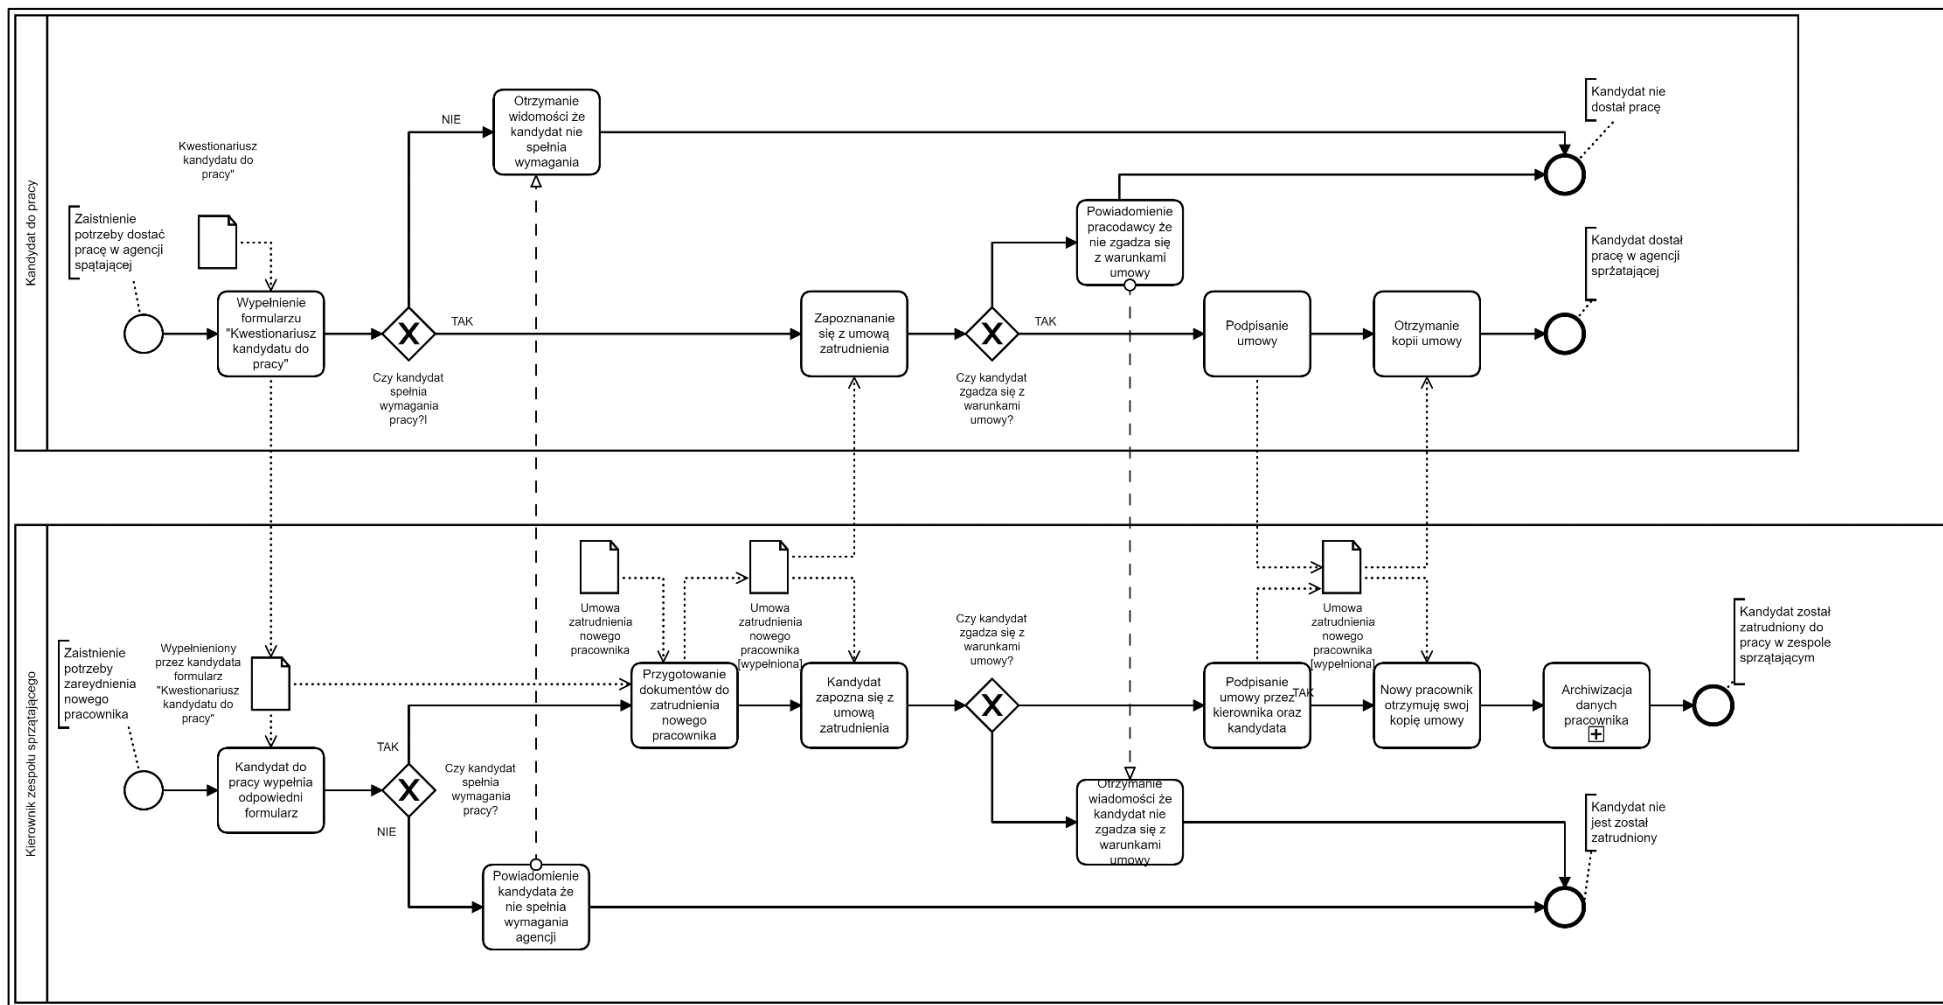 Kandydat do pracy
Zaistnienie
potrzeby dostać
pracę w agencji
spątającej
Kwestionariusz
kandydatu do
pracy"
Wypełnienie
formularzu
"Kwestionariusz
kandydatu do
pracy"
Czy kandydat
spełnia
wymagania
pracy?l
NIE
TAK
Otrzymanie
widomości że
kandydat nie
spełnia
wymagania
Zapoznananie
się z umową
zatrudnienia
Czy kandydat
zgadza się z
warunkami
umowy?
TAK
Powiadomienie
pracodawcy że
nie zgadza się
z warunkami
umowy
Podpisanie
umowy
Otrzymanie
kopii umowy
Kandydat nie
dostał pracę
Kandydat dostał
pracę w agencji
sprżatającej
Kierownik zespołu sprzątającego
Zaistnienie
potrzeby
zareydnienia
nowego
pracownika
Wypełnieniony
przez kandydata
formularz
"Kwestionariusz
kandydatu do
pracy"
Kandydat do
pracy wypełnia
odpowiedni
formularz
TAK
NIE
Czy kandydat
spełnia
wymagania
pracy?
Powiadomienie
kandydata że
nie spełnia
wymagania
agencji
Umowa
zatrudnienia
nowego
pracownika
Przygotowanie
dokumentów do
zatrudnienia
nowego
pracownika
Umowa
zatrudnienia
nowego
pracownika
[wypełniona]
Kandydat
zapozna się z
umową
zatrudnienia
Czy kandydat
zgadza się z
warunkami
umowy?
Otrzymanie
wiadomości że
kandydat nie
zgadza się z
warunkami
umowy
Podpisanie
umowy przez
kierownika oraz
kandydata
TAK
Umowa
zatrudnienia
nowego
pracownika
[wypełniona]
Nowy pracownik
otrzymuję swoj
kopię umowy
Archiwizacja
danych
pracownika
Kandydat został
zatrudniony do
pracy w zespole
sprzątającym
Kandydat nie
jest został
zatrudniony